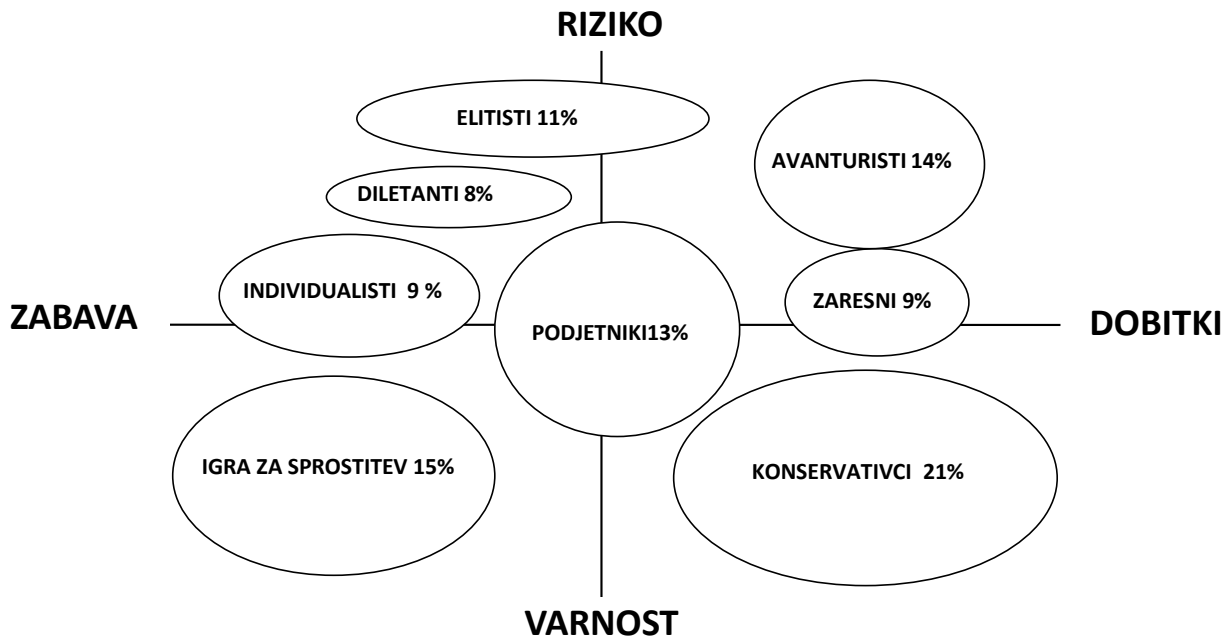 RIZIKO
ELITISTI 11%
AVANTURISTI 14%
DILETANTI 8%
INDIVIDUALISTI 9 %
ZARESNI 9%
ZABAVA
DOBITKI
PODJETNIKI13%
IGRA ZA SPROSTITEV 15%
KONSERVATIVCI 21%
VARNOST